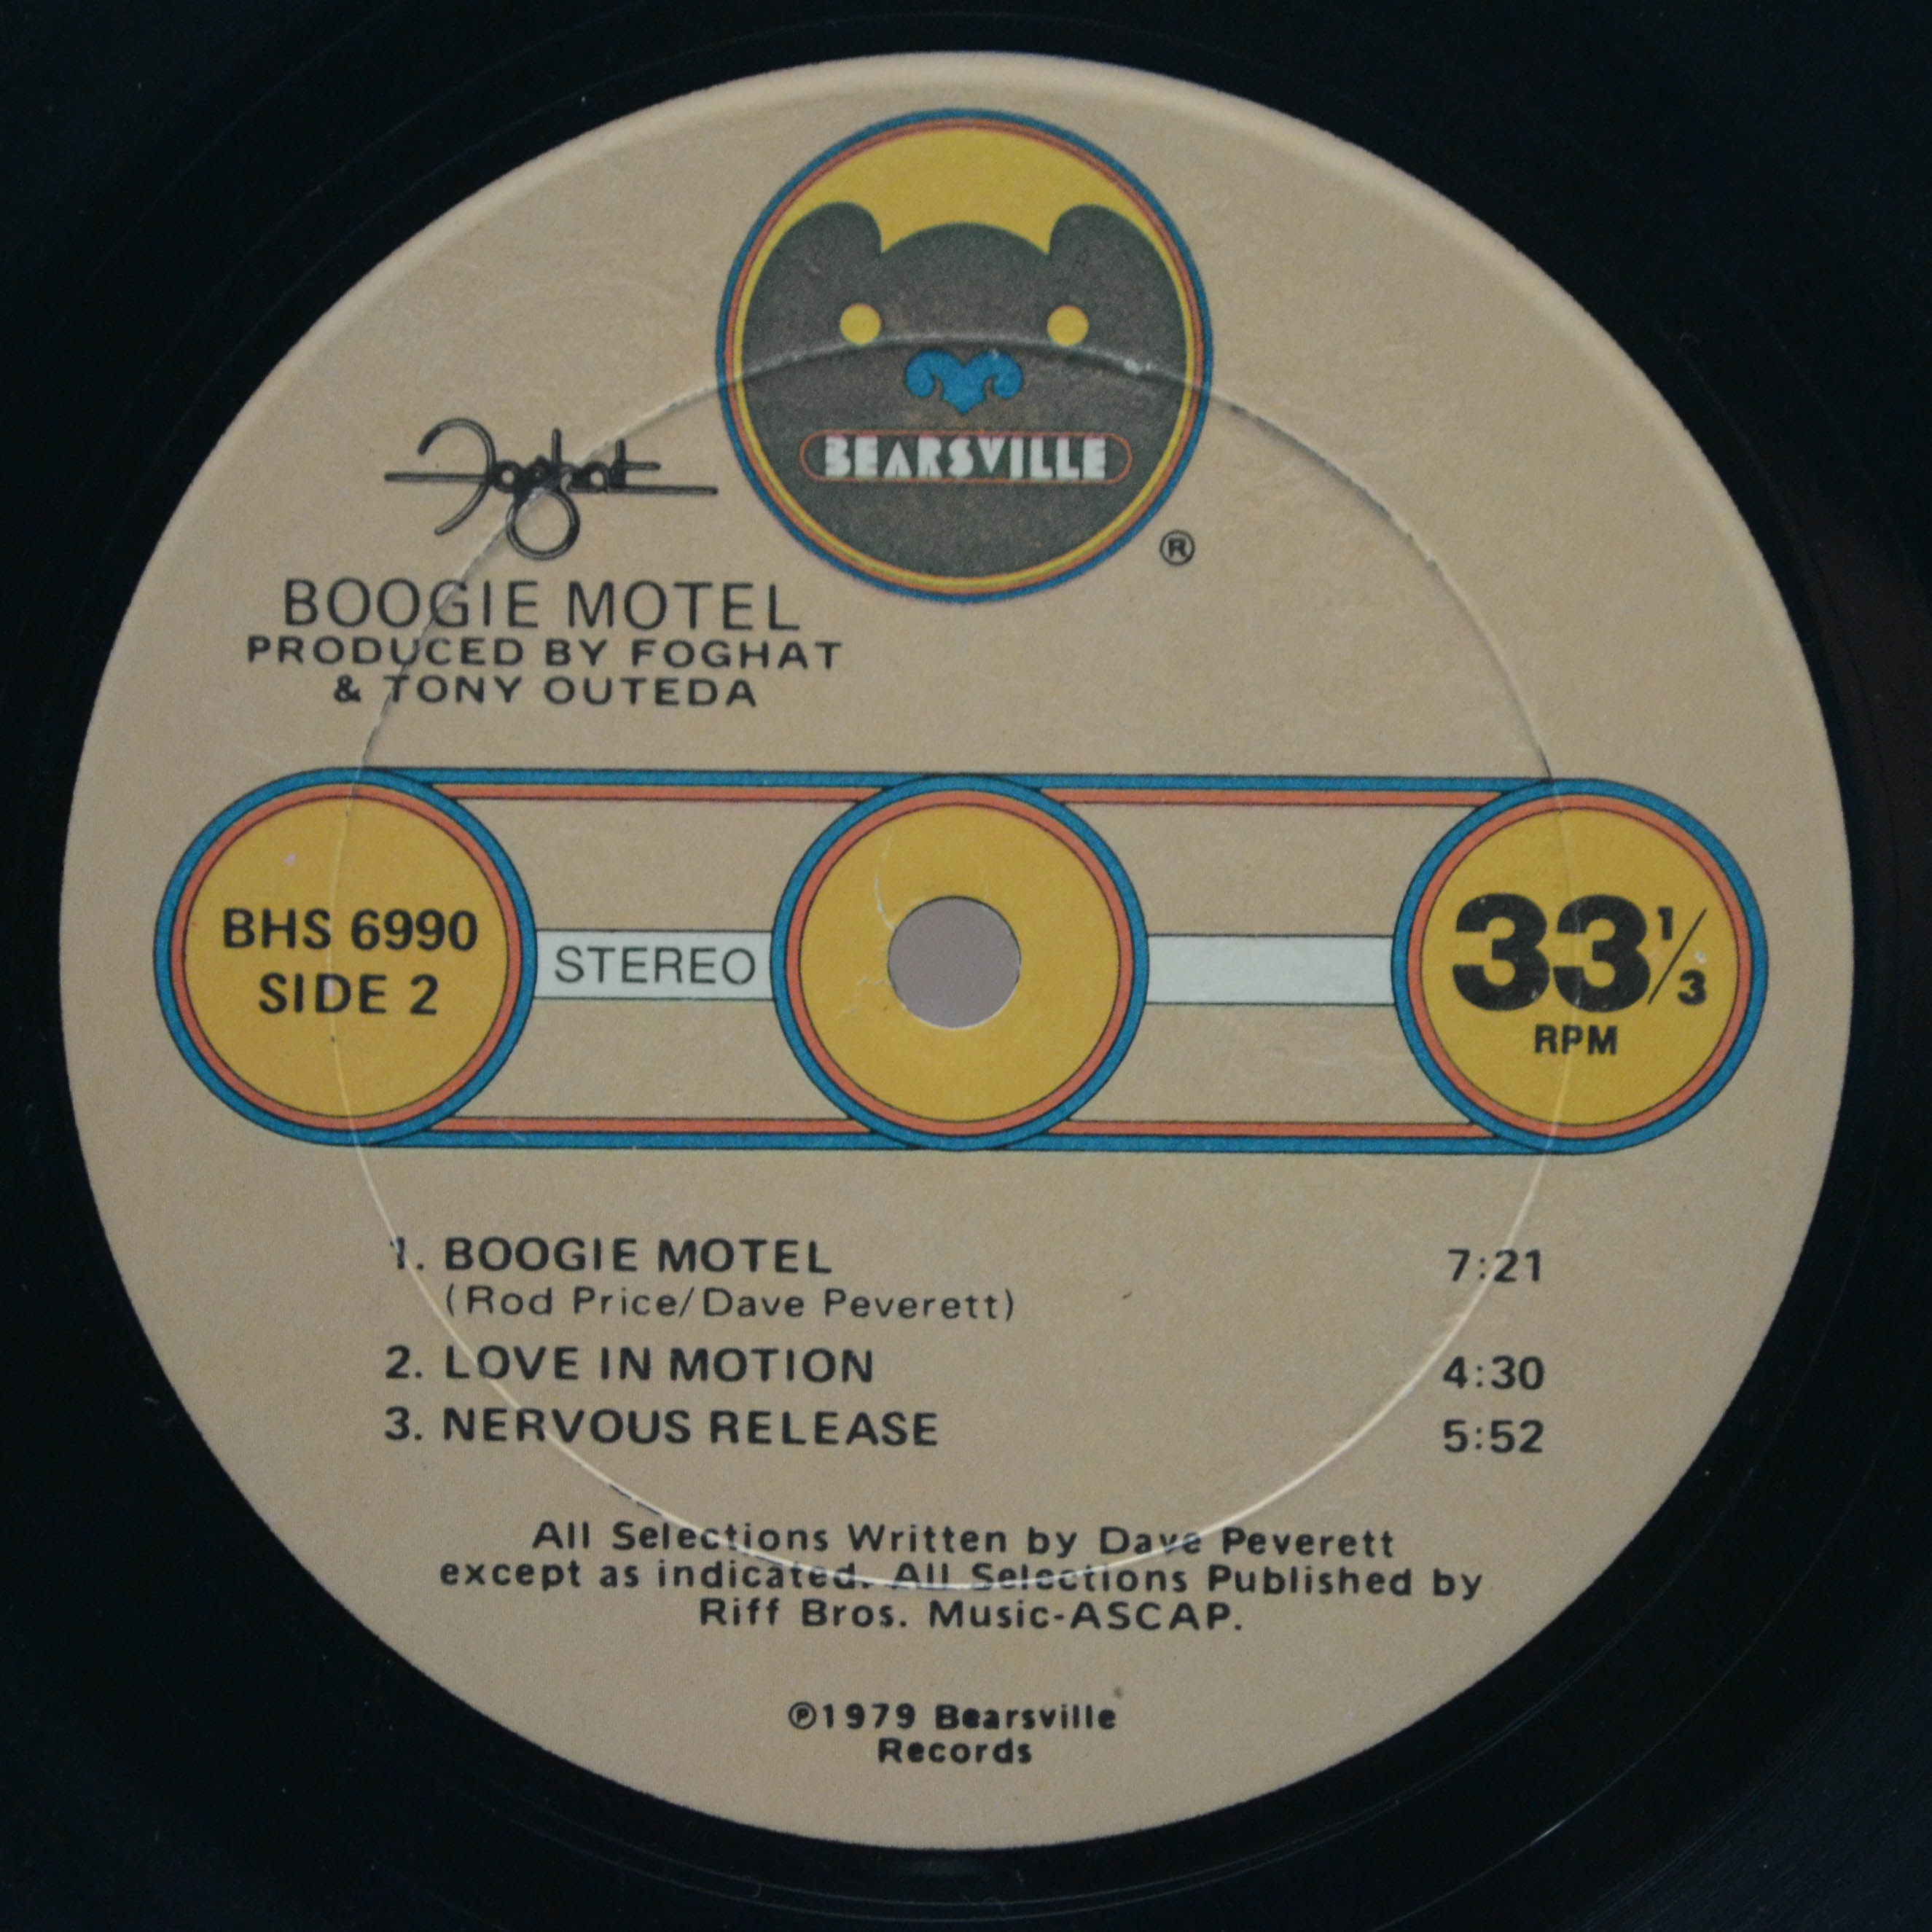 BEARSVILLE
®
Foghat
BOOGIE MOTEL
PRODUCED BY FOGHAT
& TONY OUTEDA
BHS 6990
SIDE 2
STEREO
33 1/3
RPM
1. BOOGIE MOTEL 7:21
(Rod Price/Dave Peverett)
2. LOVE IN MOTION 4:30
3. NERVOUS RELEASE 5:52
All Selections Written by Dave Peverett
except as indicated. All Selections Published by
Riff Bros. Music-ASCAP.
℗1979 Bearsville
Records